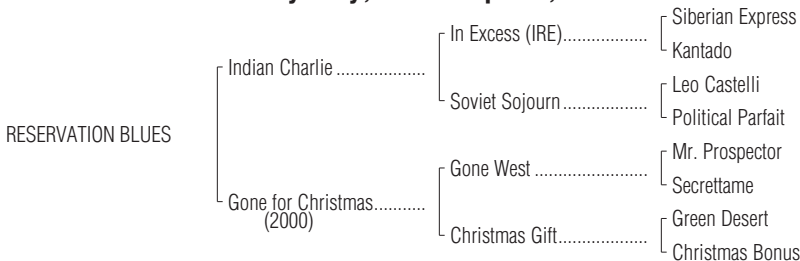 Siberian Express
In Excess (IRE)...................
Kantado
Indian Charlie ....................
Leo Castelli
Soviet Sojourn...................
Political Parfait
RESERVATION BLUES
Mr. Prospector
Gone West .........................
Secrettame
Gone for Christmas...........
(2000)
Green Desert
Christmas Gift....................
Christmas Bonus